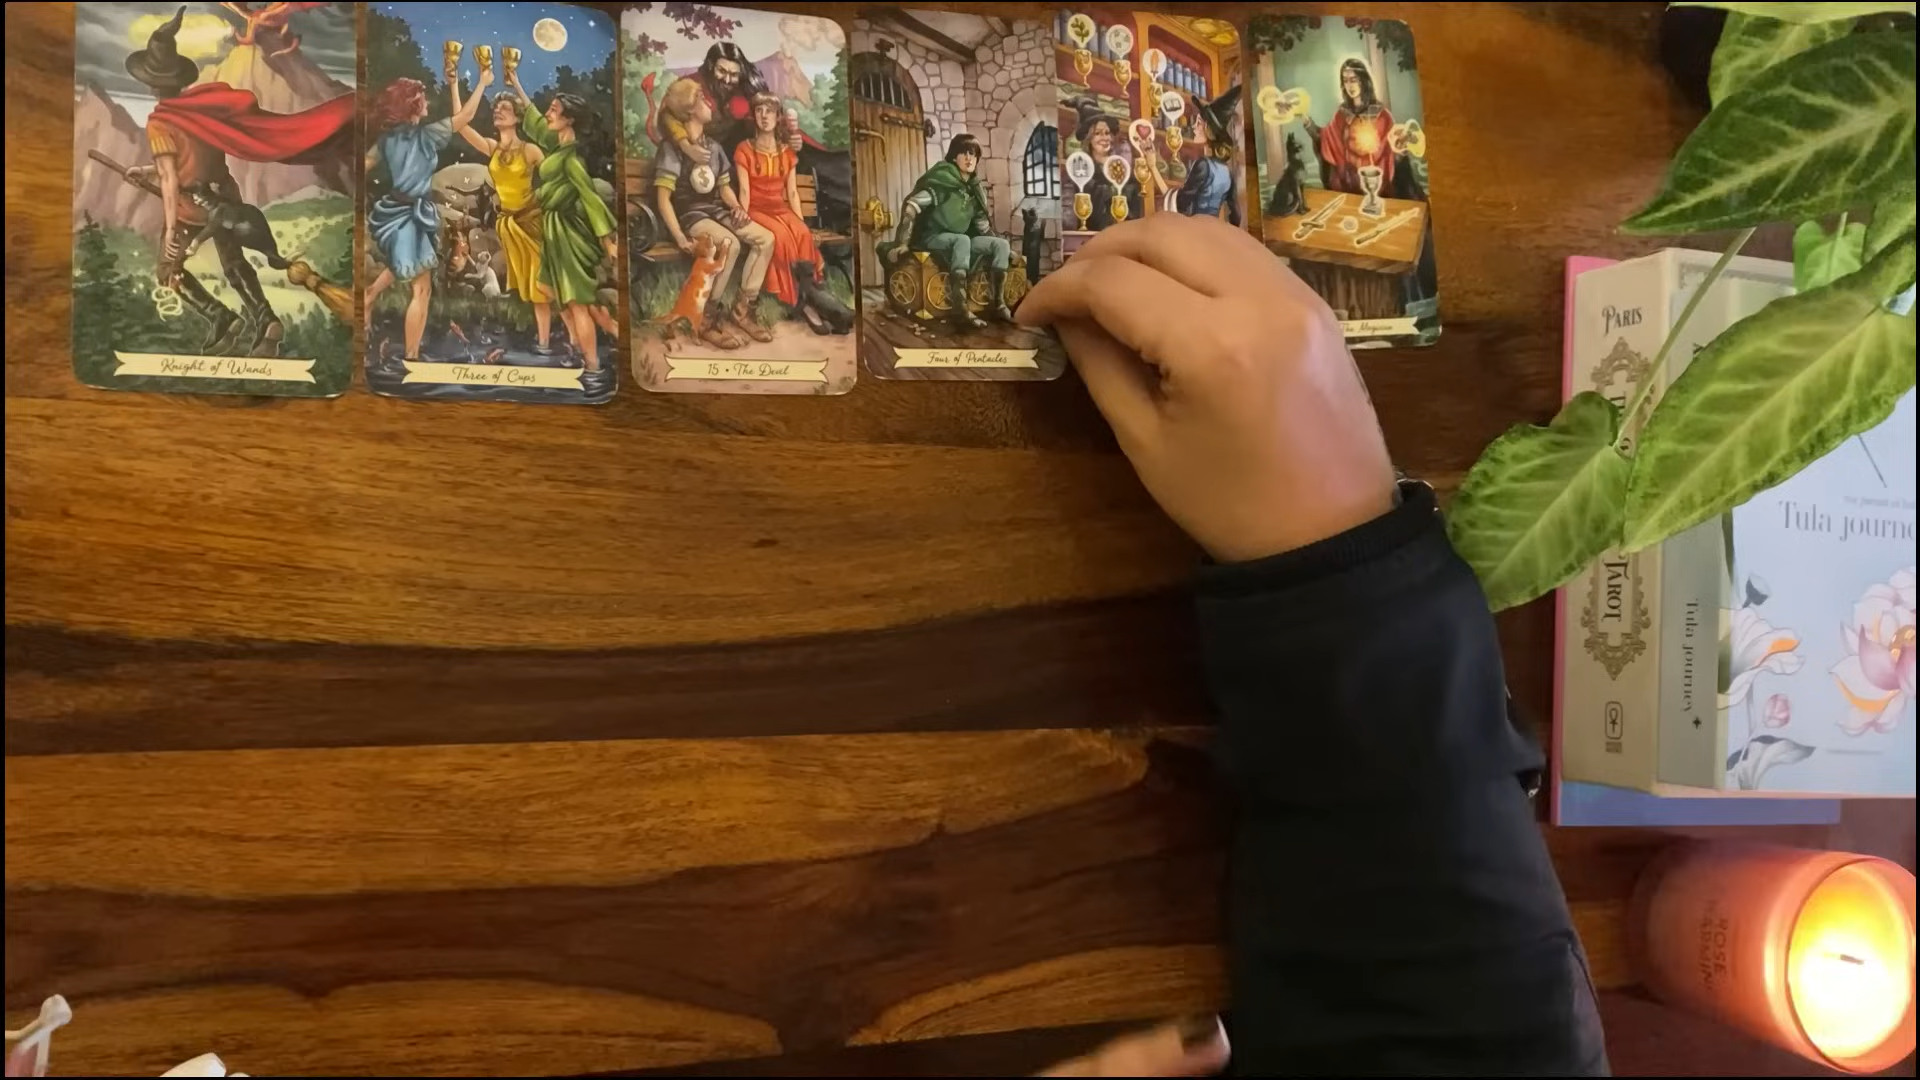 Knight of Wands
Three of Cups
15 • The Devil
Four of Pentacles
The Magician
PARIS
TAROT
Tula journey
Tula journe
ROSE